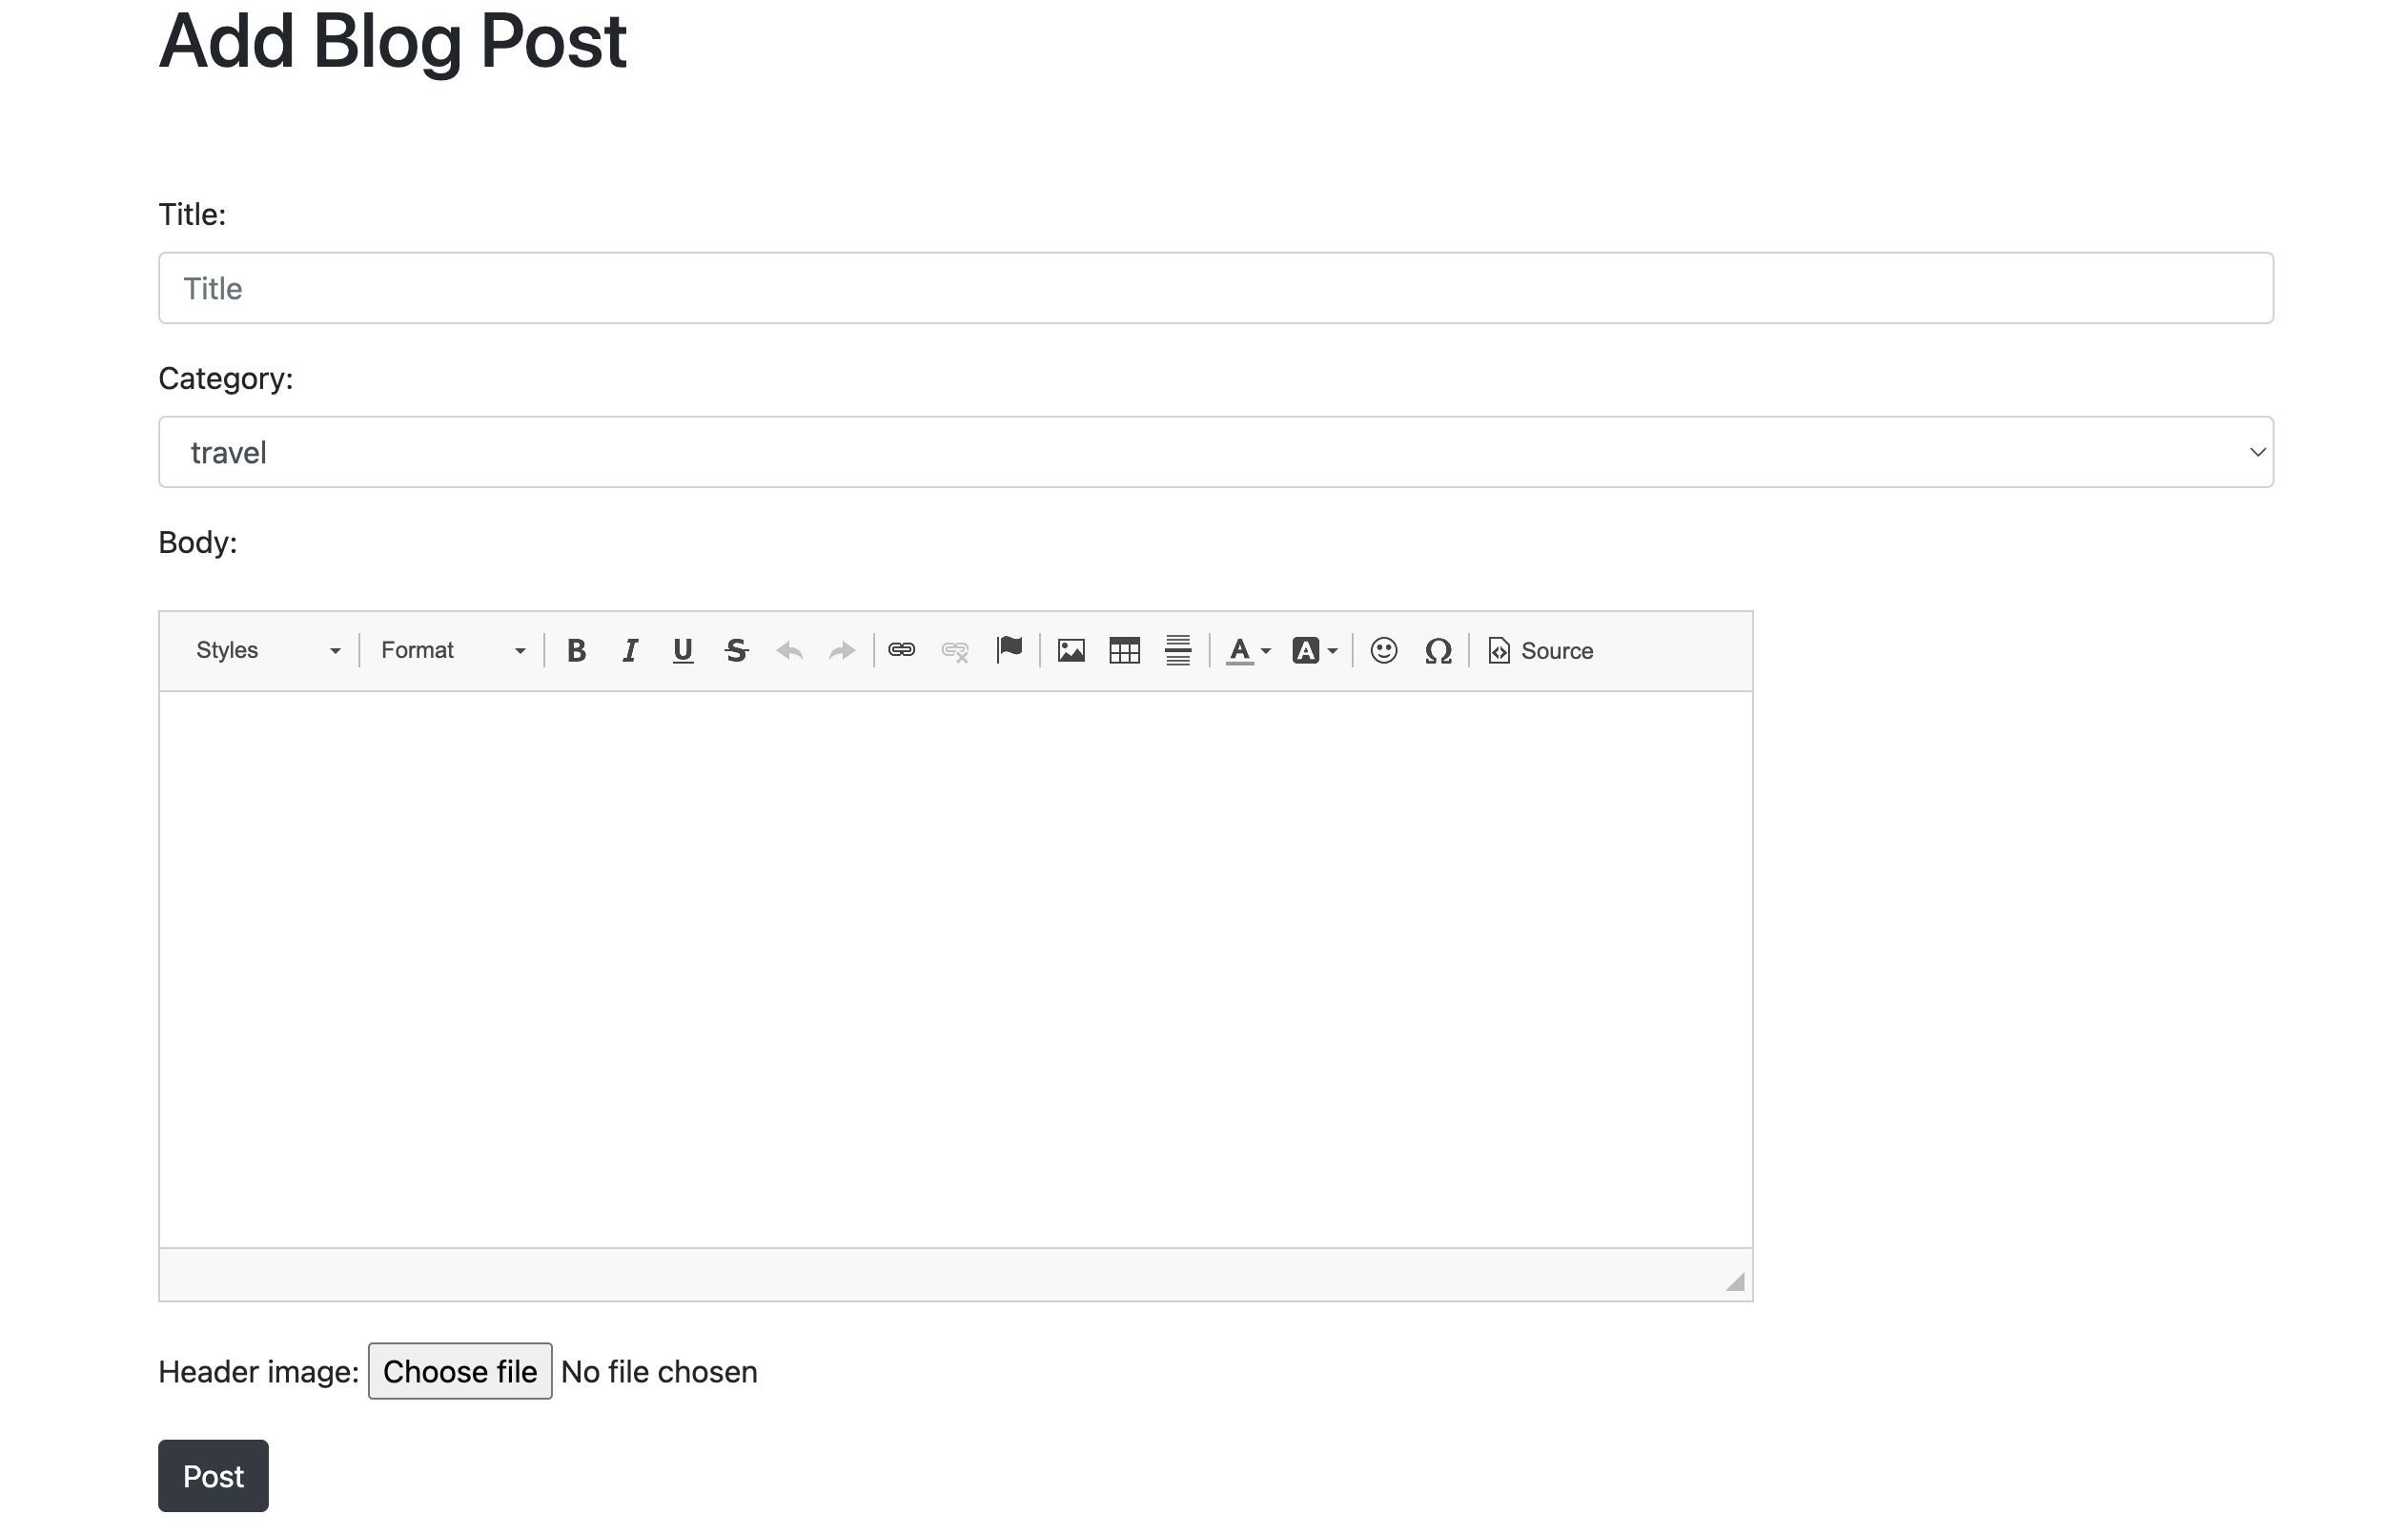 Add Blog Post
Title:
Title
Category:
travel
Body:
Styles Format B I U S A A Ω Source
Header image: Choose file No file chosen
Post